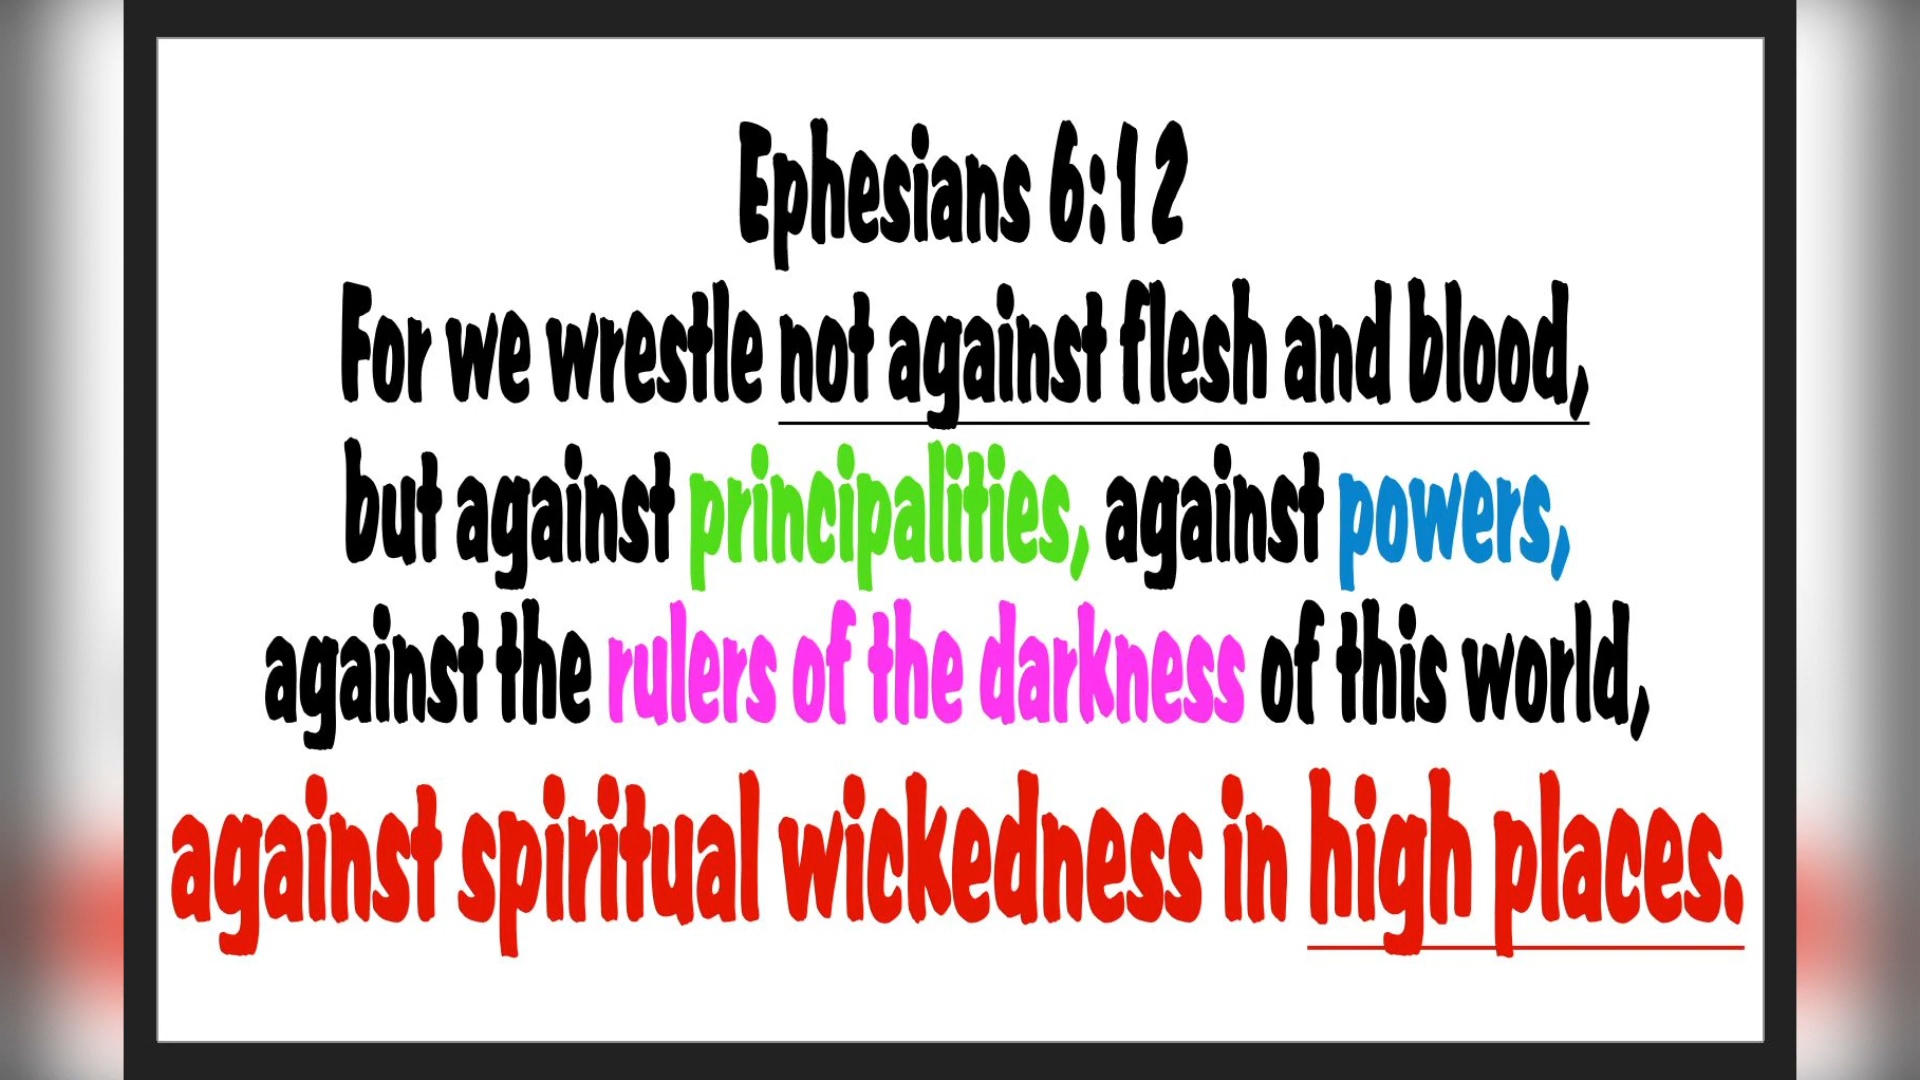 Ephesians 6:12
For we wrestle not against flesh and blood,
but against principalities, against powers,
against the rulers of the darkness of this world,
against spiritual wickedness in high places.